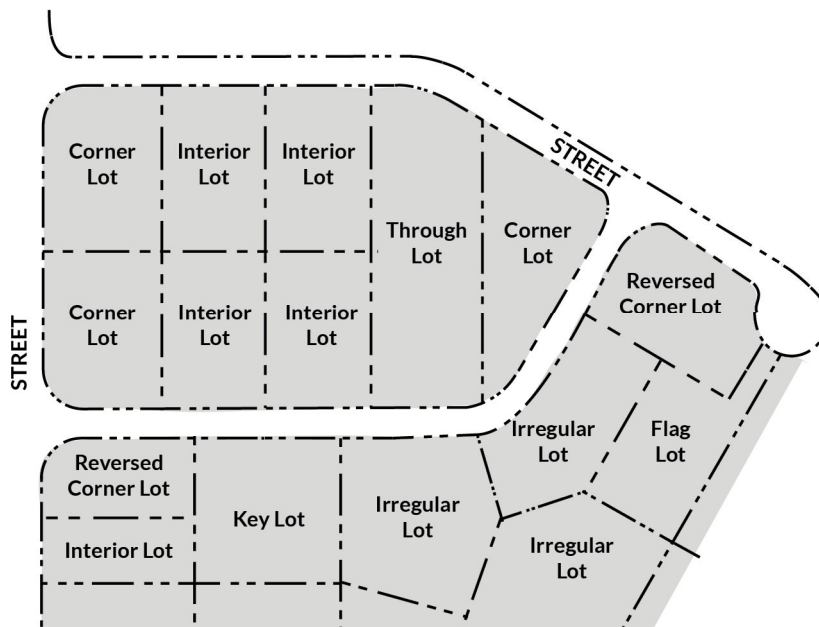 STREET
Corner
Lot
Interior
Lot
Interior
Lot
Through
Lot
Corner
Lot
Reversed
Corner Lot
Corner
Lot
Interior
Lot
Interior
Lot
STREET
Irregular
Lot
Flag
Lot
Reversed
Corner Lot
Key Lot
Irregular
Lot
Interior Lot
Irregular
Lot